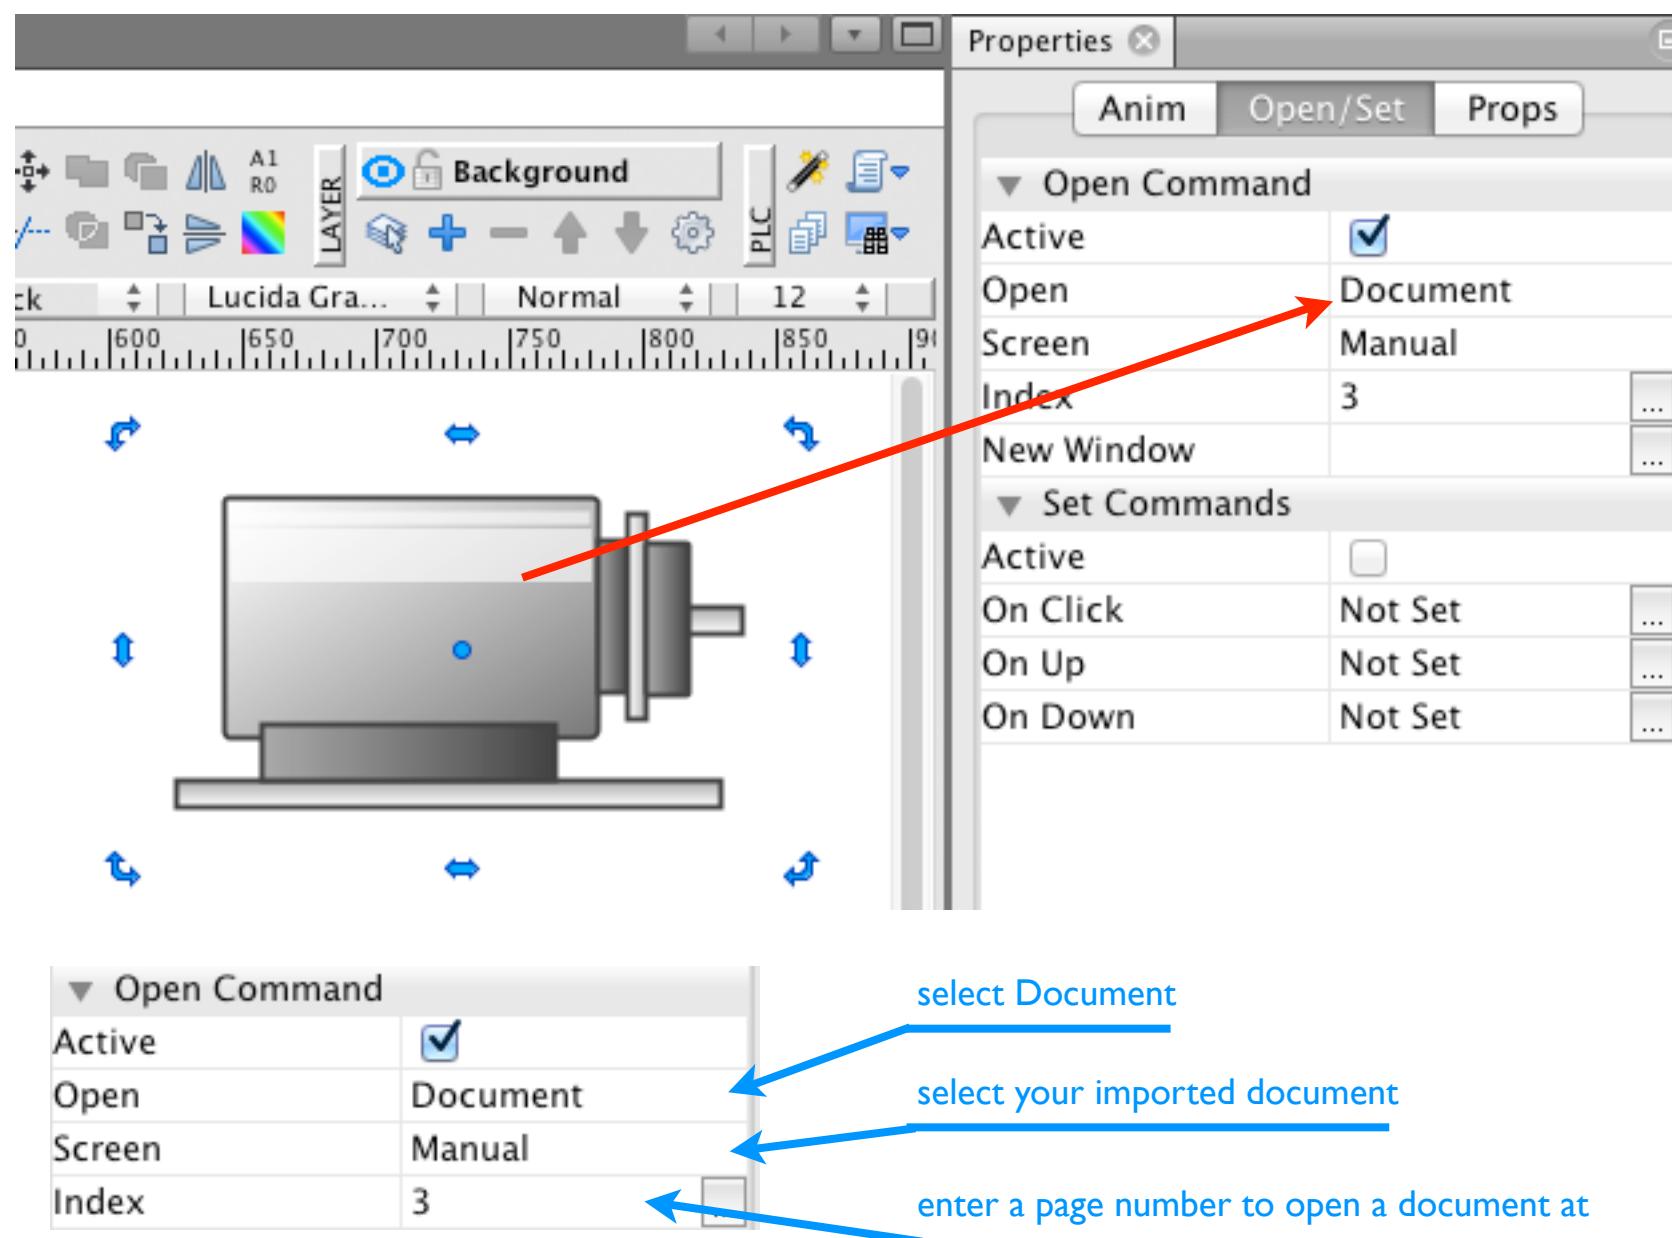 Properties
Anim Open/Set Props
A1
R0
LAYER
Background
PLC
ck Lucida Gra... Normal 12
0 600 650 700 750 800 850 90
Open Command
Active
Open Document
Screen Manual
Index 3 ...
New Window ...
Set Commands
Active
On Click Not Set ...
On Up Not Set ...
On Down Not Set ...
Open Command
Active
Open Document
Screen Manual
Index 3
select Document
select your imported document
enter a page number to open a document at